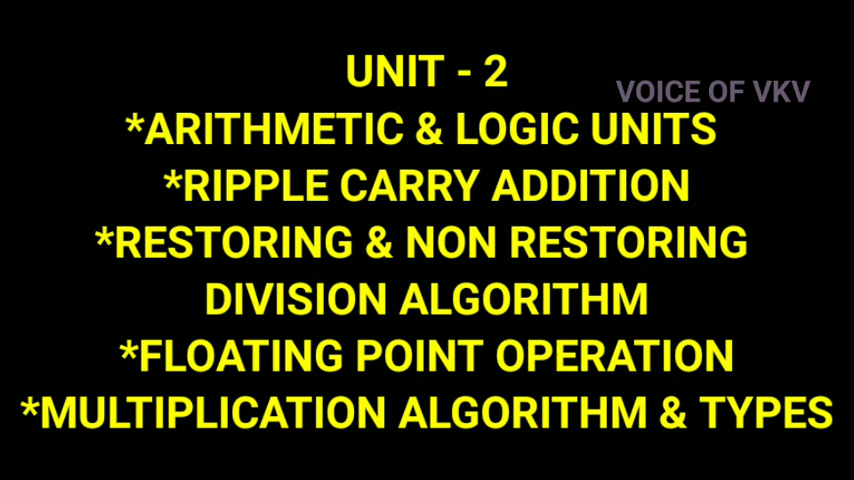 UNIT - 2
VOICE OF VKV
*ARITHMETIC & LOGIC UNITS
*RIPPLE CARRY ADDITION
*RESTORING & NON RESTORING
DIVISION ALGORITHM
*FLOATING POINT OPERATION
*MULTIPLICATION ALGORITHM & TYPES